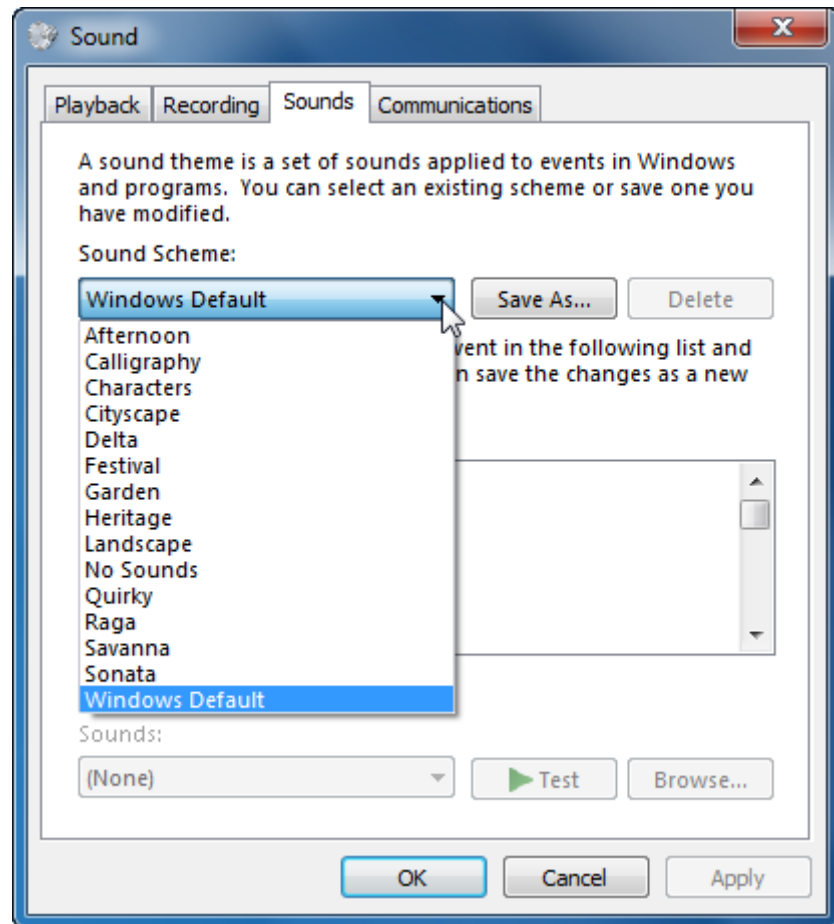 Sound
Playback Recording Sounds Communications
A sound theme is a set of sounds applied to events in Windows
and programs. You can select an existing scheme or save one you
have modified.
Sound Scheme:
Windows Default Save As... Delete
Afternoon
vent in the following list and
Calligraphy
n save the changes as a new
Characters
Cityscape
Delta
Festival
Garden
Heritage
Landscape
No Sounds
Quirky
Raga
Savanna
Sonata
Windows Default
Sounds:
(None) Test Browse...
OK Cancel Apply